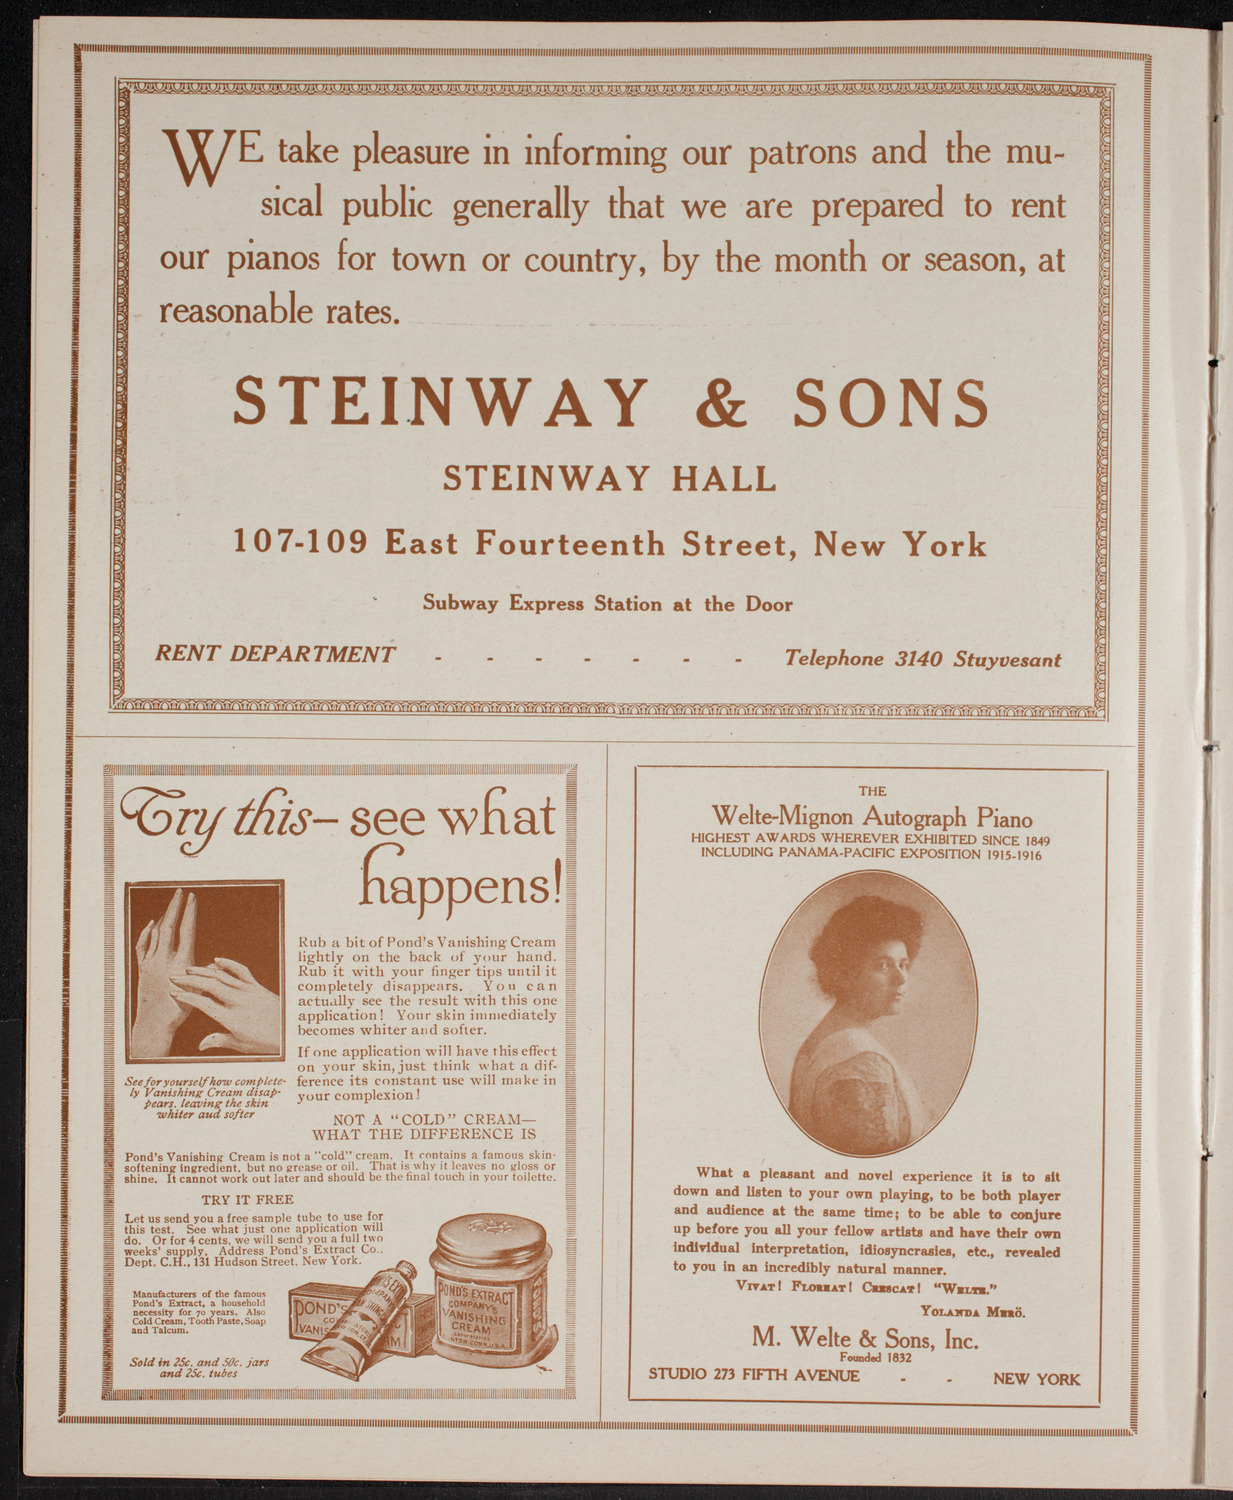 WE take pleasure in informing our patrons and the mu-
sical public generally that we are prepared to rent
our pianos for town or country, by the month or season, at
reasonable rates.
STEINWAY & SONS
STEINWAY HALL
107-109 East Fourteenth Street, New York
Subway Express Station at the Door
RENT DEPARTMENT - - - - - - - Telephone 3140 Stuyvesant
Try this—see what
happens!
Rub a bit of Pond's Vanishing Cream
lightly on the back of your hand.
Rub it with your finger tips until it
completely disappears. You can
actually see the result with this one
application! Your skin immediately
becomes whiter and softer.
If one application will have this effect
on your skin, just think what a dif-
ference its constant use will make in
your complexion!
See for yourself how complete-
ly Vanishing Cream disap-
pears, leaving the skin
whiter and softer
NOT A "COLD" CREAM—
WHAT THE DIFFERENCE IS
Pond's Vanishing Cream is not a "cold" cream. It contains a famous skin-
softening ingredient, but no grease or oil. That is why it leaves no gloss or
shine. It cannot work out later and should be the final touch in your toilette.
TRY IT FREE
Let us send you a free sample tube to use for
this test. See what just one application will
do. Or for 4 cents, we will send you a full two
weeks' supply, Address Pond's Extract Co.,
Dept. C.H., 131 Hudson Street, New York.
Manufacturers of the famous
Pond's Extract, a household
necessity for 70 years. Also
Cold Cream, Tooth Paste, Soap
and Talcum.
Sold in 25c. and 50c. jars
and 25c. tubes
POND'S
CO
VANIS
AM
POND'S EXTRACT
COMPANY'S
VANISHING
CREAM
THE
Welte-Mignon Autograph Piano
HIGHEST AWARDS WHEREVER EXHIBITED SINCE 1849
INCLUDING PANAMA-PACIFIC EXPOSITION 1915-1916
What a pleasant and novel experience it is to sit
down and listen to your own playing, to be both player
and audience at the same time; to be able to conjure
up before you all your fellow artists and have their own
individual interpretation, idiosyncrasies, etc., revealed
to you in an incredibly natural manner.
VIVAT! FLOREAT! CRESCAT! "WELTE."
YOLANDA MERÖ.
M. Welte & Sons, Inc.
Founded 1832
STUDIO 273 FIFTH AVENUE - - NEW YORK